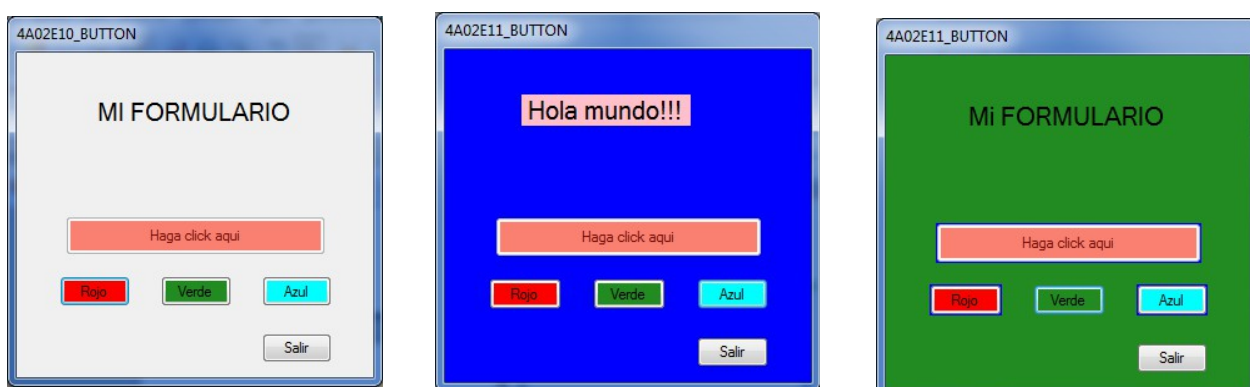 4A02E10_BUTTON
MI FORMULARIO
Haga click aqui
Rojo Verde Azul
Salir
4A02E11_BUTTON
Hola mundo!!!
Haga click aqui
Rojo Verde Azul
Salir
4A02E11_BUTTON
Mi FORMULARIO
Haga click aqui
Rojo Verde Azul
Salir